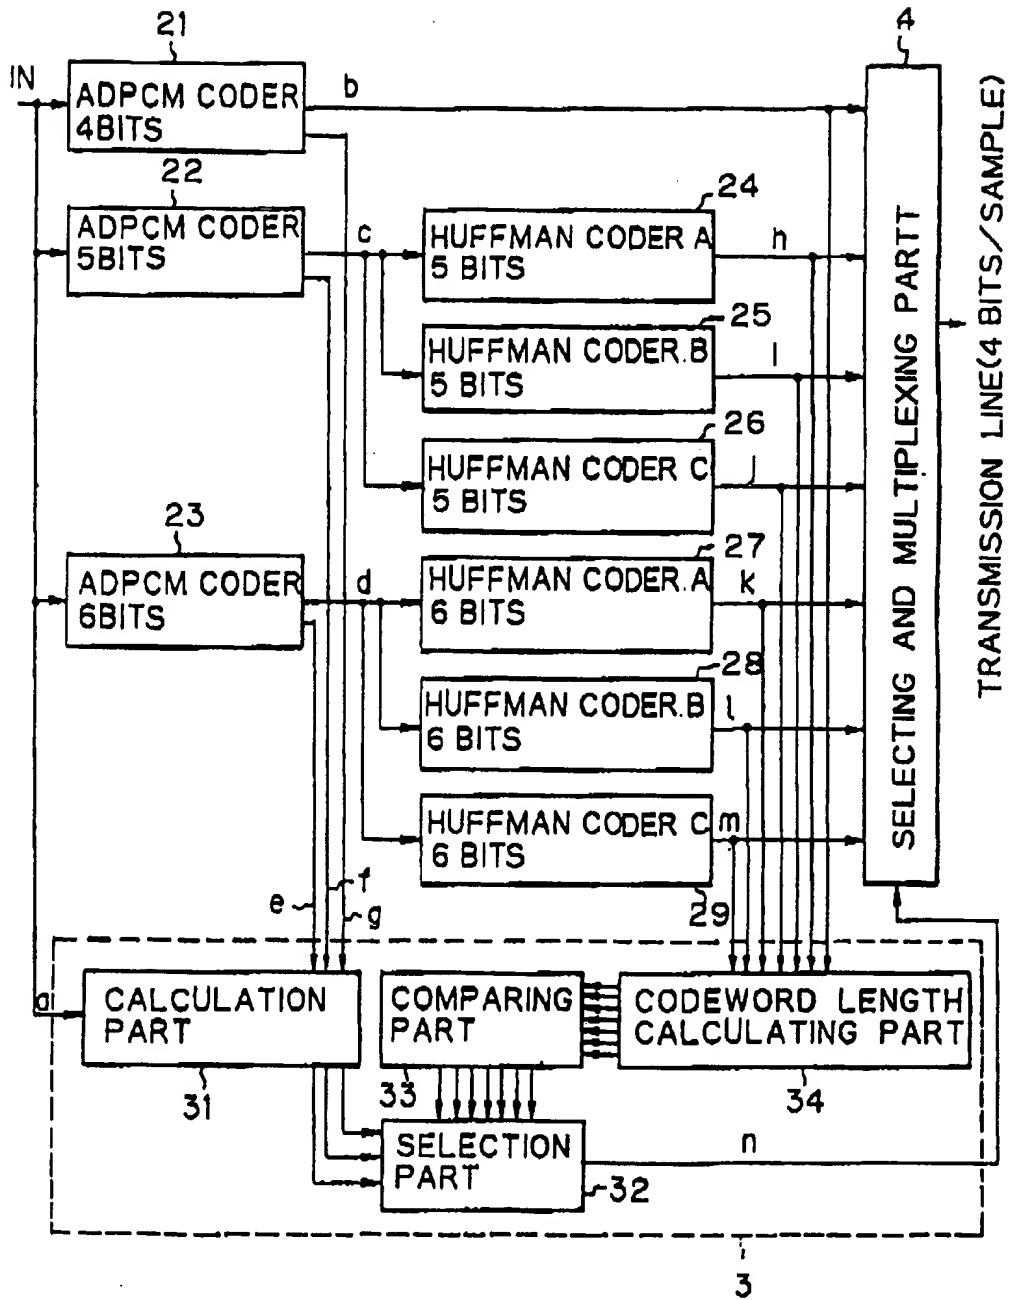 21
4
IN
ADPCM CODER
4BITS
b
22
ADPCM CODER
5BITS
c
24
HUFFMAN CODER A
5 BITS
h
25
HUFFMAN CODER.B
5 BITS
i
26
HUFFMAN CODER C
5 BITS
j
23
ADPCM CODER
6BITS
d
27
HUFFMAN CODER.A
6 BITS
k
28
HUFFMAN CODER.B
6 BITS
l
HUFFMAN CODER C
6 BITS
m
29
SELECTING AND MULTIPLEXING PARTT
TRANSMISSION LINE(4 BITS/SAMPLE)
e
f
g
a
CALCULATION
PART
31
COMPARING
PART
33
CODEWORD LENGTH
CALCULATING PART
34
SELECTION
PART
32
n
3